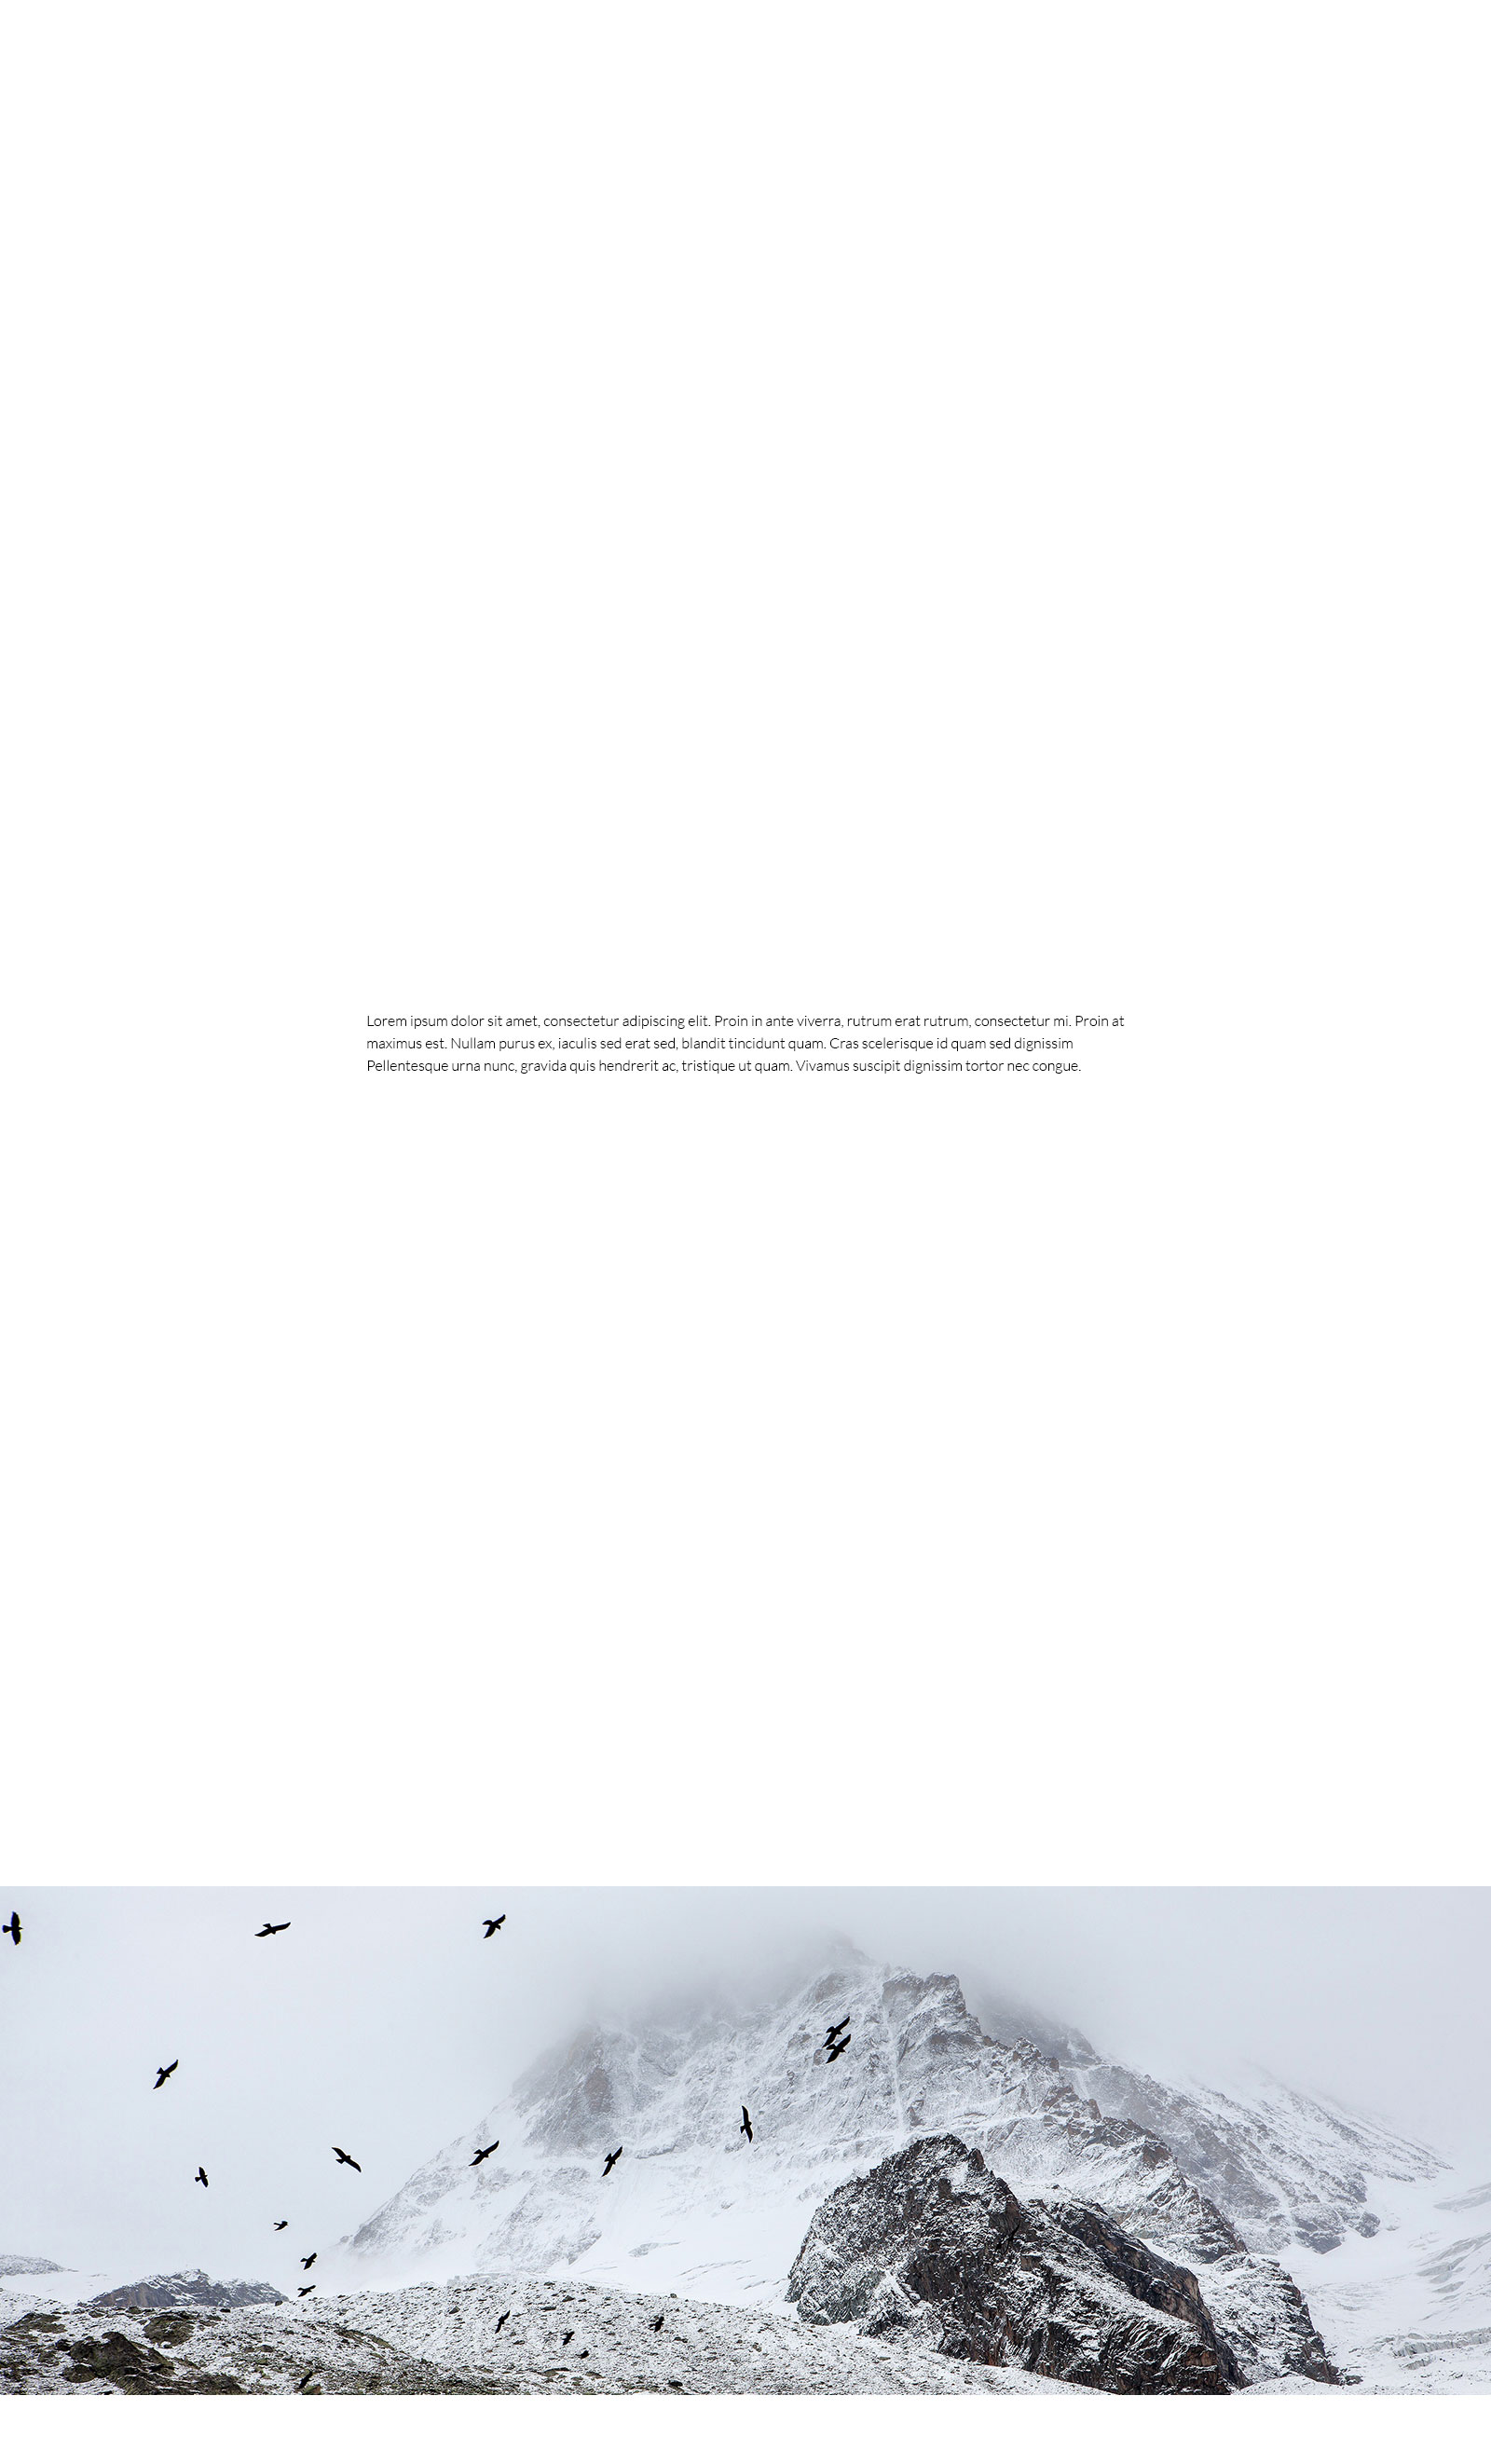 Lorem ipsum dolor sit amet, consectetur adipiscing elit. Proin in ante viverra, rutrum erat rutrum, consectetur mi. Proin at
maximus est. Nullam purus ex, iaculis sed erat sed, blandit tincidunt quam. Cras scelerisque id quam sed dignissim
Pellentesque urna nunc, gravida quis hendrerit ac, tristique ut quam. Vivamus suscipit dignissim tortor nec congue.